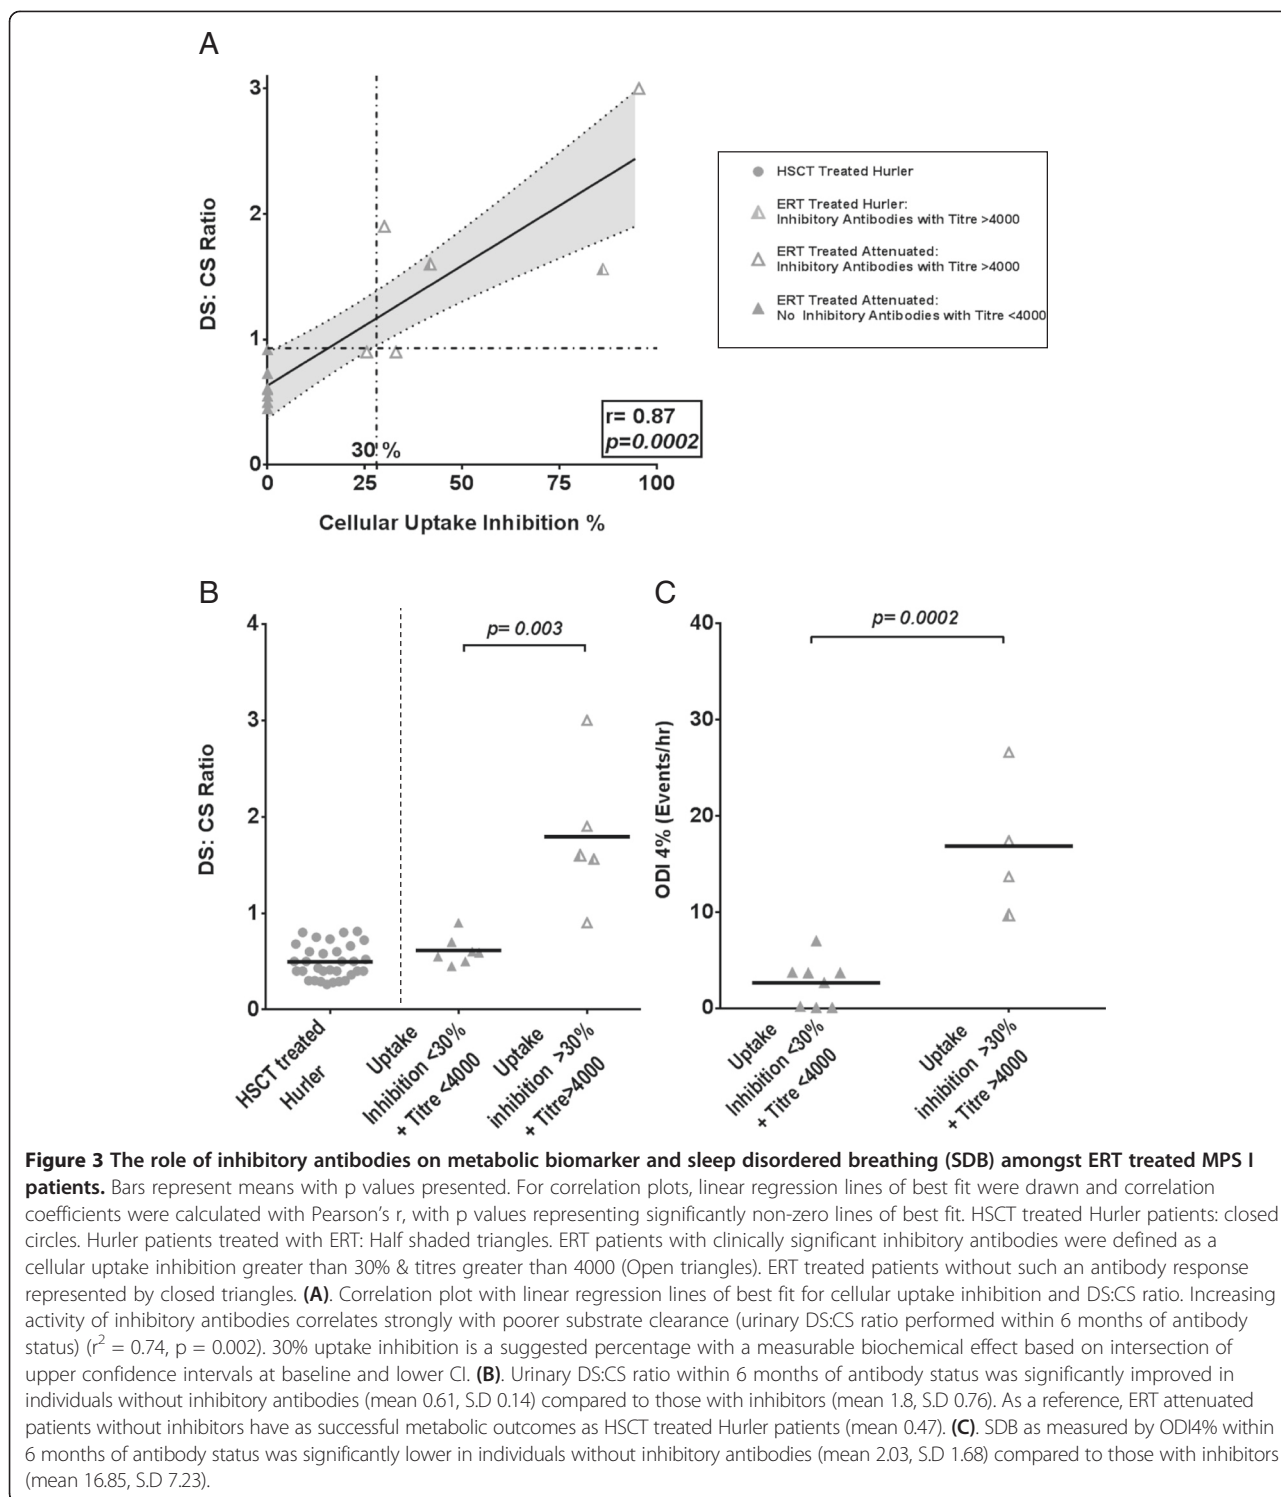 A
3
2
1
0
DS: CS Ratio
30 %
r= 0.87
p=0.0002
0 25 50 75 100
Cellular Uptake Inhibition %
HSCT Treated Hurler
ERT Treated Hurler:
Inhibitory Antibodies with Titre >4000
ERT Treated Attenuated:
Inhibitory Antibodies with Titre >4000
ERT Treated Attenuated:
No Inhibitory Antibodies with Titre <4000
B
4
3
2
1
0
DS: CS Ratio
p= 0.003
HSCT treated
Hurler
Uptake
Inhibition <30%
+ Titre <4000
Uptake
inhibition >30%
+ Titre>4000
C
40
30
20
10
0
ODI 4% (Events/hr)
p= 0.0002
Uptake
Inhibition <30%
+ Titre <4000
Uptake
inhibition >30%
+ Titre >4000
Figure 3 The role of inhibitory antibodies on metabolic biomarker and sleep disordered breathing (SDB) amongst ERT treated MPS I
patients. Bars represent means with p values presented. For correlation plots, linear regression lines of best fit were drawn and correlation
coefficients were calculated with Pearson's r, with p values representing significantly non-zero lines of best fit. HSCT treated Hurler patients: closed
circles. Hurler patients treated with ERT: Half shaded triangles. ERT patients with clinically significant inhibitory antibodies were defined as a
cellular uptake inhibition greater than 30% & titres greater than 4000 (Open triangles). ERT treated patients without such an antibody response
represented by closed triangles. (A). Correlation plot with linear regression lines of best fit for cellular uptake inhibition and DS:CS ratio. Increasing
activity of inhibitory antibodies correlates strongly with poorer substrate clearance (urinary DS:CS ratio performed within 6 months of antibody
status) (r² = 0.74, p = 0.002). 30% uptake inhibition is a suggested percentage with a measurable biochemical effect based on intersection of
upper confidence intervals at baseline and lower CI. (B). Urinary DS:CS ratio within 6 months of antibody status was significantly improved in
individuals without inhibitory antibodies (mean 0.61, S.D 0.14) compared to those with inhibitors (mean 1.8, S.D 0.76). As a reference, ERT attenuated
patients without inhibitors have as successful metabolic outcomes as HSCT treated Hurler patients (mean 0.47). (C). SDB as measured by ODI4% within
6 months of antibody status was significantly lower in individuals without inhibitory antibodies (mean 2.03, S.D 1.68) compared to those with inhibitors
(mean 16.85, S.D 7.23).